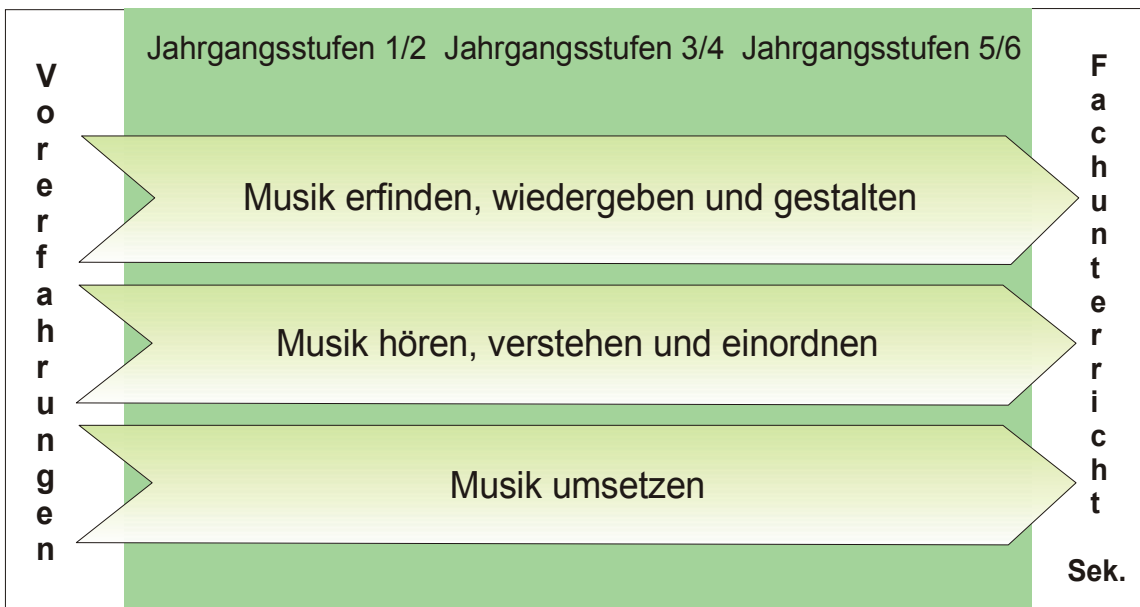 Vorerfahrungen
Jahrgangsstufen 1/2 Jahrgangsstufen 3/4 Jahrgangsstufen 5/6
Musik erfinden, wiedergeben und gestalten
Musik hören, verstehen und einordnen
Musik umsetzen
Fachunterricht
Sek.